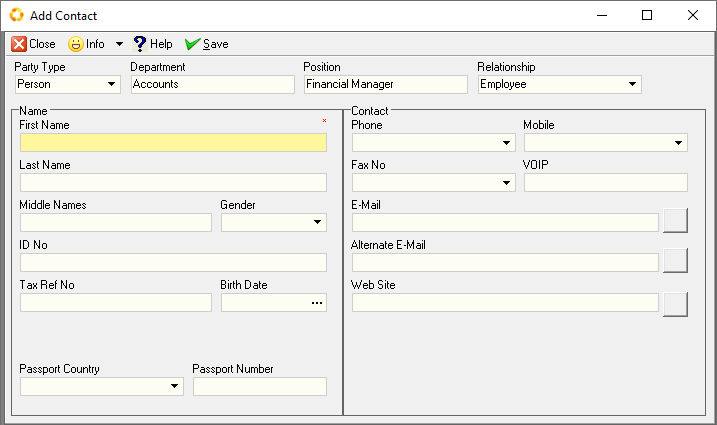 Add Contact
Close Info Help Save
Party Type Department Position Relationship
Person Accounts Financial Manager Employee
Name Contact
First Name * Phone Mobile
Last Name Fax No VOIP
Middle Names Gender E-Mail
ID No Alternate E-Mail
Tax Ref No Birth Date ... Web Site
Passport Country Passport Number